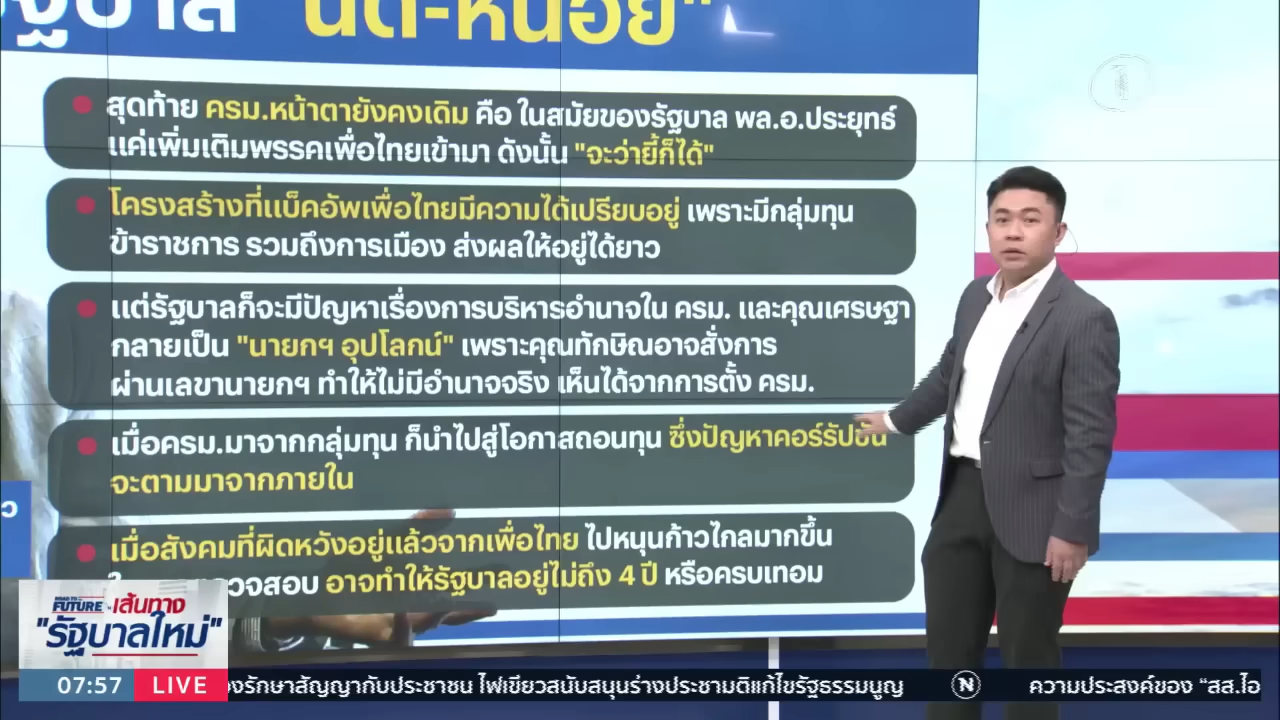 "นิด-หน่อย"
สุดท้าย ครม.หน้าตายังคงเดิม คือ ในสมัยของรัฐบาล พล.อ.ประยุทธ์
แค่เพิ่มเติมพรรคเพื่อไทยเข้ามา ดังนั้น "จะว่ายี้ก็ได้"
โครงสร้างที่แบ็คอัพเพื่อไทยมีความได้เปรียบอยู่ เพราะมีกลุ่มทุน
ข้าราชการ รวมถึงการเมือง ส่งผลให้อยู่ได้ยาว
แต่รัฐบาลก็จะมีปัญหาเรื่องการบริหารอำนาจใน ครม. และคุณเศรษฐา
กลายเป็น "นายกฯ อุปโลกน์" เพราะคุณทักษิณอาจสั่งการ
ผ่านเลขานายกฯ ทำให้ไม่มีอำนาจจริง เห็นได้จากการตั้ง ครม.
เมื่อครม.มาจากกลุ่มทุน ก็นำไปสู่โอกาสถอนทุน ซึ่งปัญหาคอร์รัปชัน
จะตามมาจากภายใน
เมื่อสังคมที่ผิดหวังอยู่แล้วจากเพื่อไทย ไปหนุนก้าวไกลมากขึ้น
อาจทำให้รัฐบาลอยู่ไม่ถึง 4 ปี หรือครบเทอม
ROAD TO FUTURE เส้นทาง
"รัฐบาลใหม่"
07:57 LIVE
รักษาสัญญากับประชาชน ไฟเขียวสนับสนุนร่างประชามติแก้ไขรัฐธรรมนูญ N ความประสงค์ของ "สส.ไอ